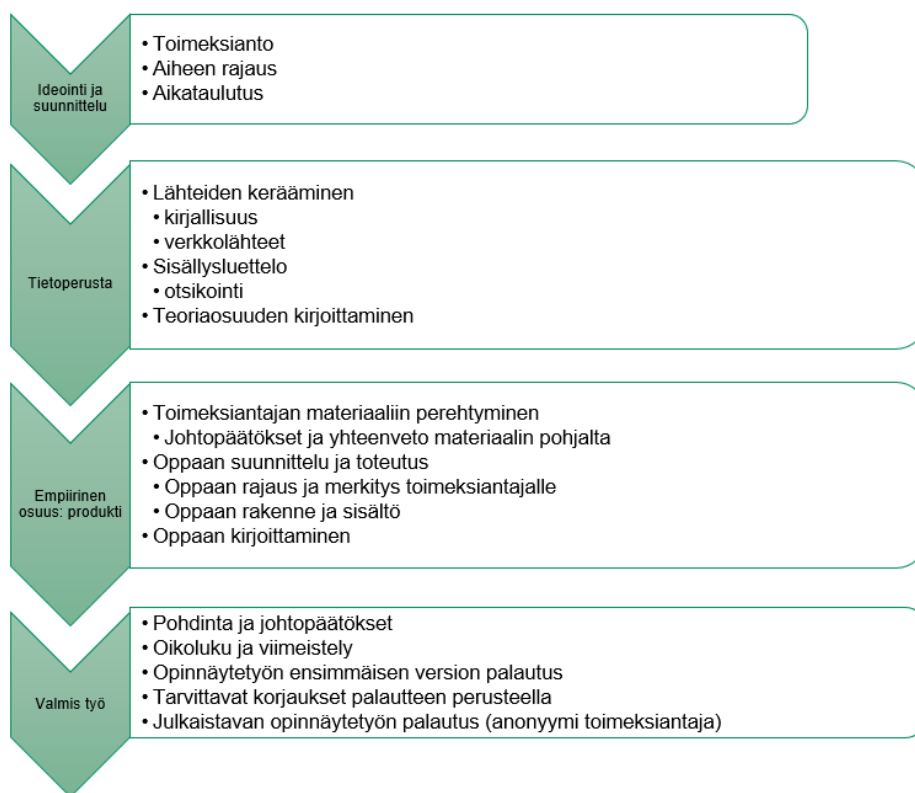 Ideointi ja
suunnittelu
• Toimeksianto
• Aiheen rajaus
• Aikataulutus
Tietoperusta
• Lähteiden kerääminen
• kirjallisuus
• verkkolähteet
• Sisällysluettelo
• otsikointi
• Teoriaosuuden kirjoittaminen
Empiirinen
osuus: produkti
• Toimeksiantajan materiaaliin perehtyminen
• Johtopäätökset ja yhteenveto materiaalin pohjalta
• Oppaan suunnittelu ja toteutus
• Oppaan rajaus ja merkitys toimeksiantajalle
• Oppaan rakenne ja sisältö
• Oppaan kirjoittaminen
Valmis työ
• Pohdinta ja johtopäätökset
• Oikoluku ja viimeistely
• Opinnäytetyön ensimmäisen version palautus
• Tarvittavat korjaukset palautteen perusteella
• Julkaistavan opinnäytetyön palautus (anonyymi toimeksiantaja)